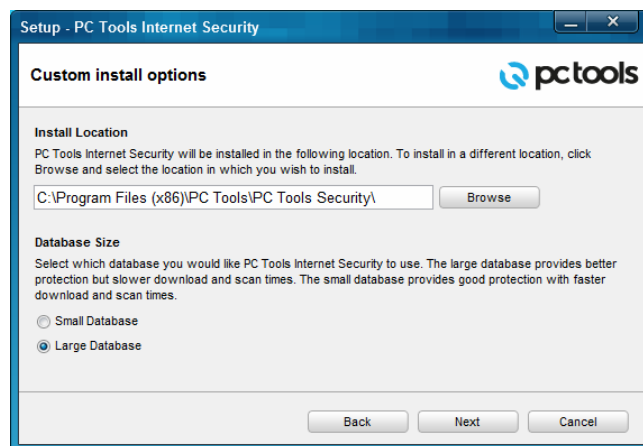 Setup - PC Tools Internet Security
Custom install options
pctools
Install Location
PC Tools Internet Security will be installed in the following location. To install in a different location, click
Browse and select the location in which you wish to install.
C:\Program Files (x86)\PC Tools\PC Tools Security\
Browse
Database Size
Select which database you would like PC Tools Internet Security to use. The large database provides better
protection but slower download and scan times. The small database provides good protection with faster
download and scan times.
Small Database
Large Database
Back
Next
Cancel